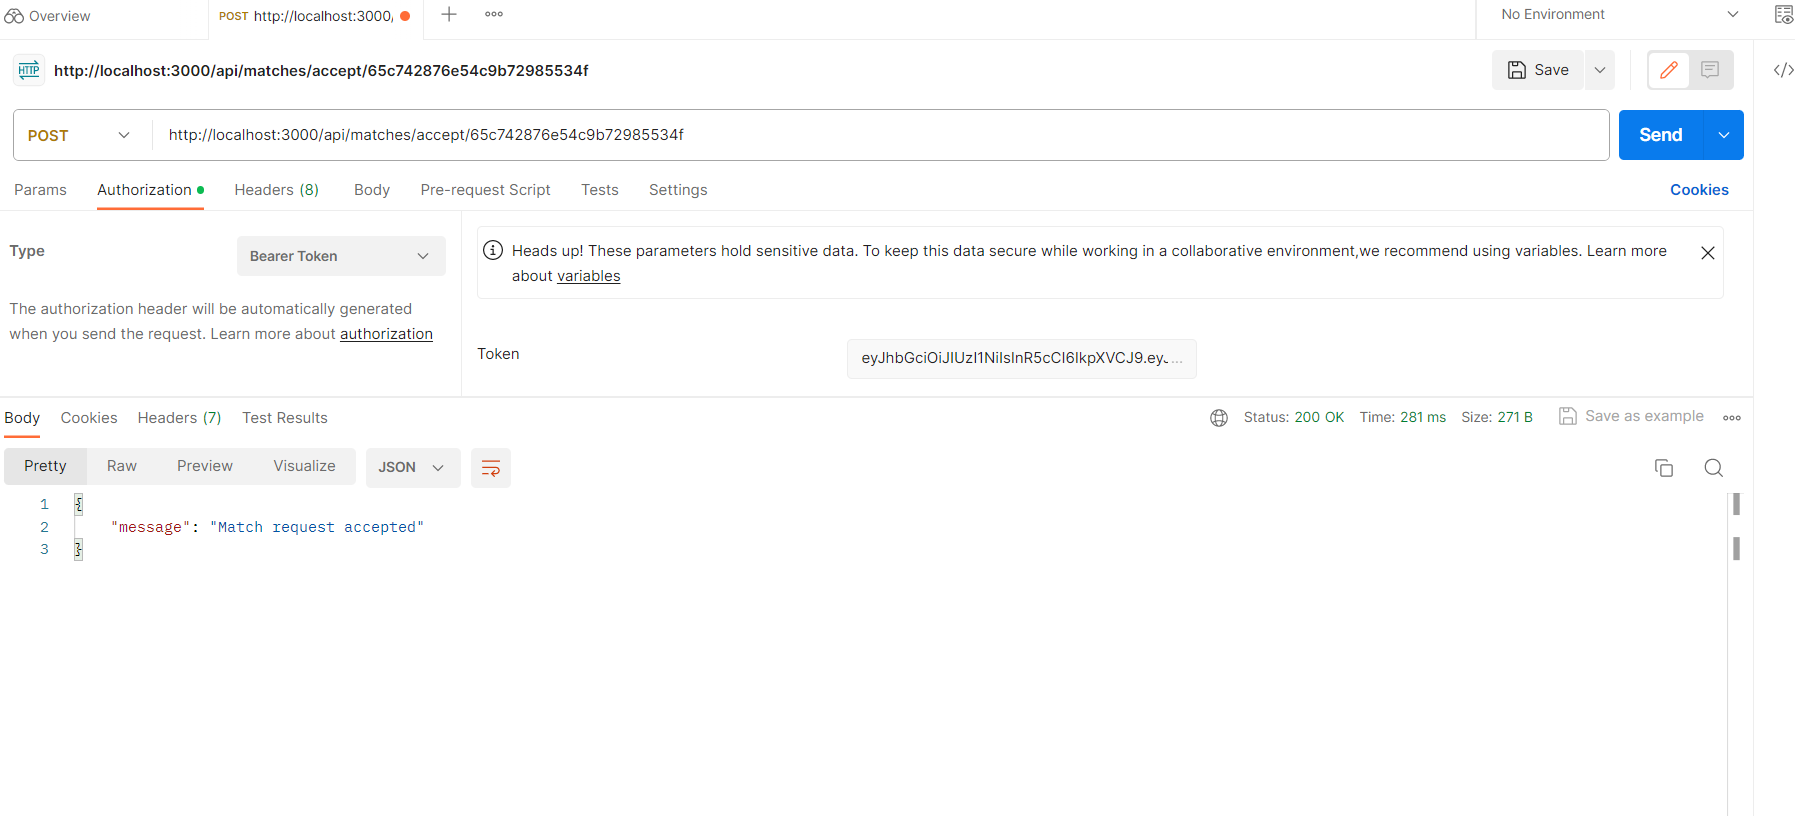 Overview
POST http://localhost:3000/
No Environment
HTTP http://localhost:3000/api/matches/accept/65c742876e54c9b72985534f
Save
POST http://localhost:3000/api/matches/accept/65c742876e54c9b72985534f
Send
Params Authorization Headers (8) Body Pre-request Script Tests Settings
Cookies
Type
Bearer Token
The authorization header will be automatically generated
when you send the request. Learn more about authorization
Heads up! These parameters hold sensitive data. To keep this data secure while working in a collaborative environment,we recommend using variables. Learn more
about variables
Token
eyJhbGciOiJIUzI1NiIsInR5cCI6IkpXVCJ9.eyJ...
Body Cookies Headers (7) Test Results
Status: 200 OK Time: 281 ms Size: 271 B
Save as example
Pretty Raw Preview Visualize JSON
1 {
2 "message": "Match request accepted"
3 }